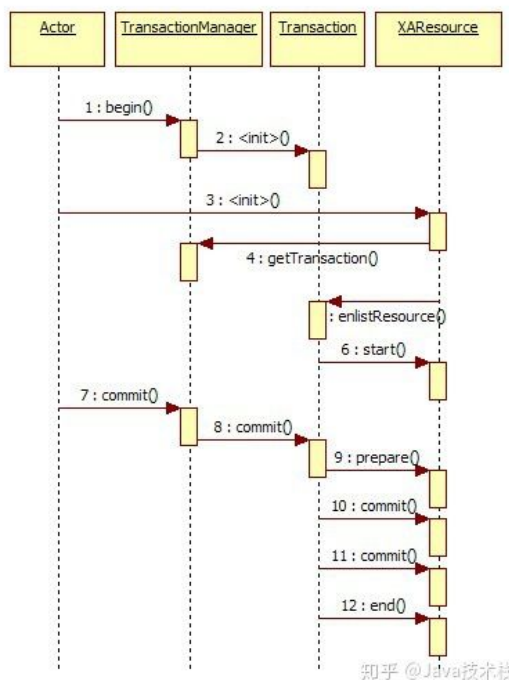 Actor TransactionManager Transaction XAResource
1 : begin()
2 : <init>()
3 : <init>()
4 : getTransaction()
: enlistResource()
6 : start()
7 : commit()
8 : commit()
9 : prepare()
10 : commit()
11 : commit()
12 : end()
知乎 @Java技术栈